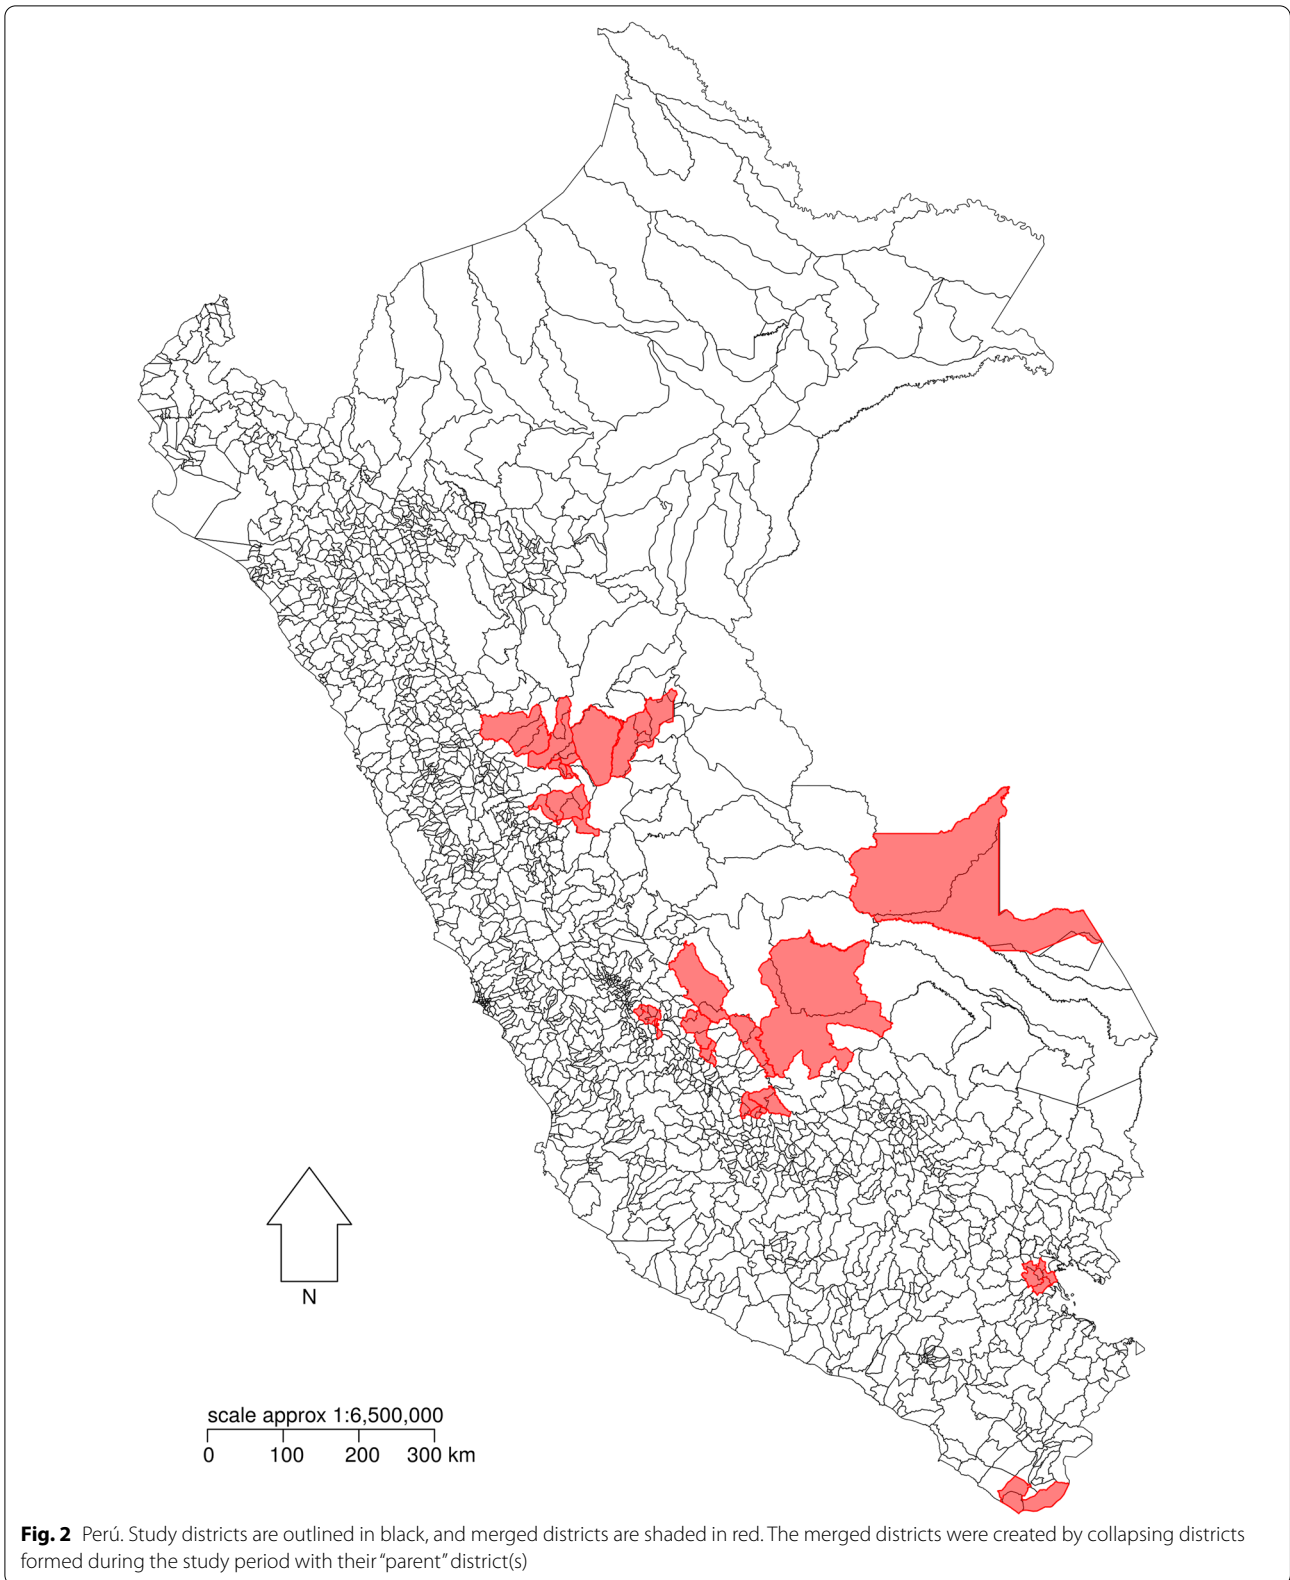 N
scale approx 1:6,500,000
0 100 200 300 km
Fig. 2 Perú. Study districts are outlined in black, and merged districts are shaded in red. The merged districts were created by collapsing districts
formed during the study period with their “parent” district(s)